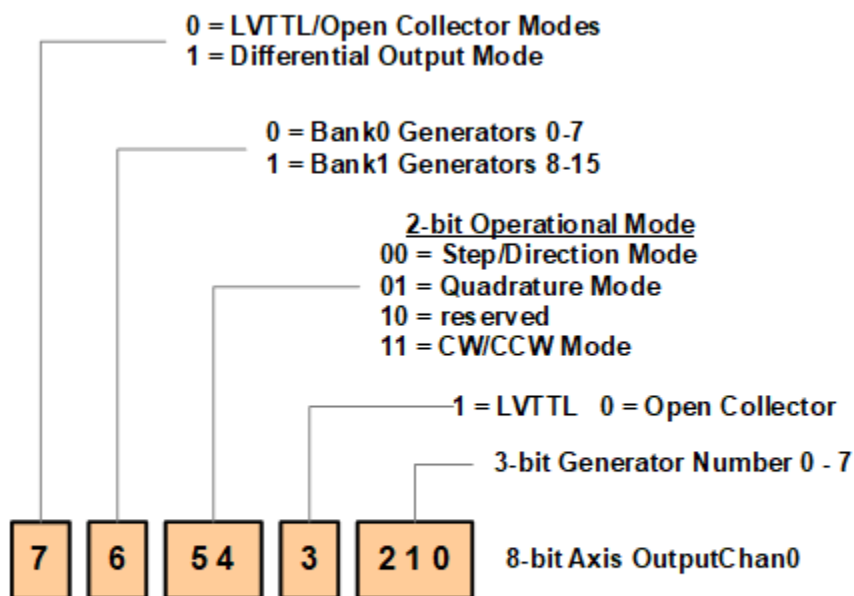 0 = LVTTL/Open Collector Modes
1 = Differential Output Mode
0 = Bank0 Generators 0-7
1 = Bank1 Generators 8-15
2-bit Operational Mode
00 = Step/Direction Mode
01 = Quadrature Mode
10 = reserved
11 = CW/CCW Mode
1 = LVTTL 0 = Open Collector
3-bit Generator Number 0 - 7
7 6 5 4 3 2 1 0 8-bit Axis OutputChan0